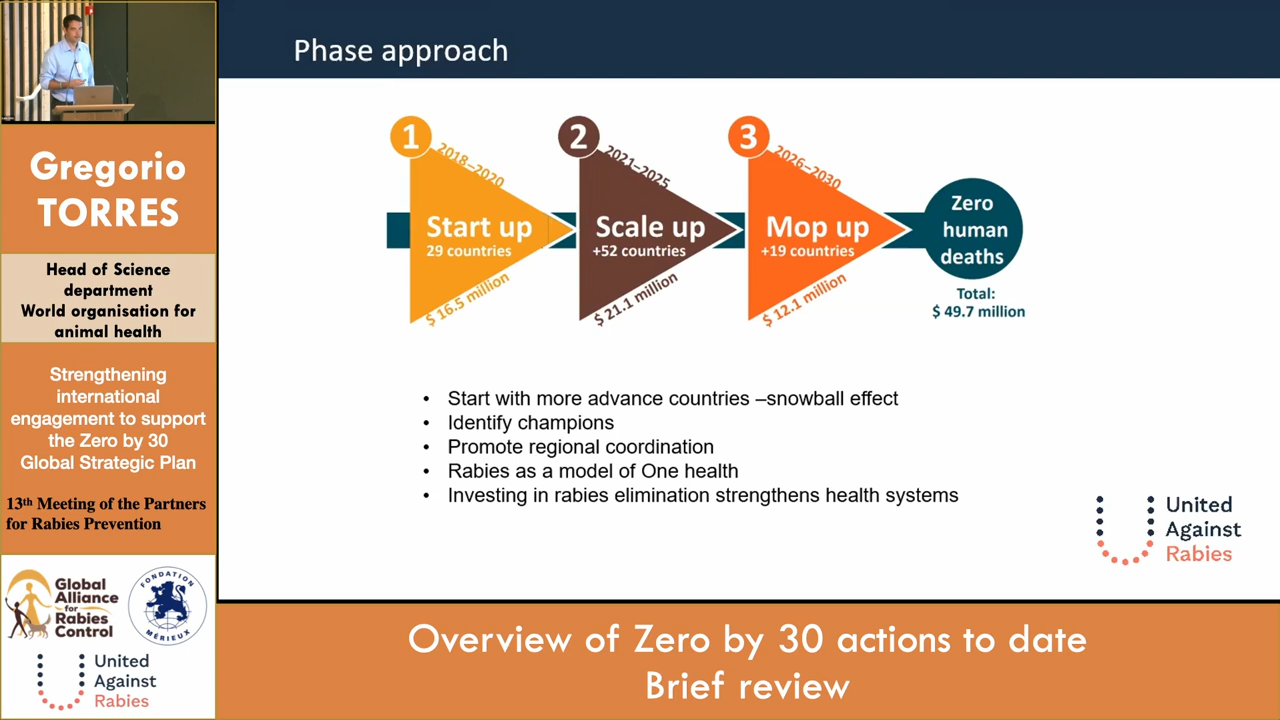 Phase approach
1
2018–2020
Start up
29 countries
$ 16.5 million
2
2021–2025
Scale up
+52 countries
$ 21.1 million
3
2026–2030
Mop up
+19 countries
$ 12.1 million
Zero
human
deaths
Total:
$ 49.7 million
• Start with more advance countries –snowball effect
• Identify champions
• Promote regional coordination
• Rabies as a model of One health
• Investing in rabies elimination strengthens health systems
United
Against
Rabies
Gregorio
TORRES
Head of Science
department
World organisation for
animal health
Strengthening
international
engagement to support
the Zero by 30
Global Strategic Plan
13th Meeting of the Partners
for Rabies Prevention
Global
Alliance
for
Rabies
Control
FONDATION
MÉRIEUX
United
Against
Rabies
Overview of Zero by 30 actions to date
Brief review